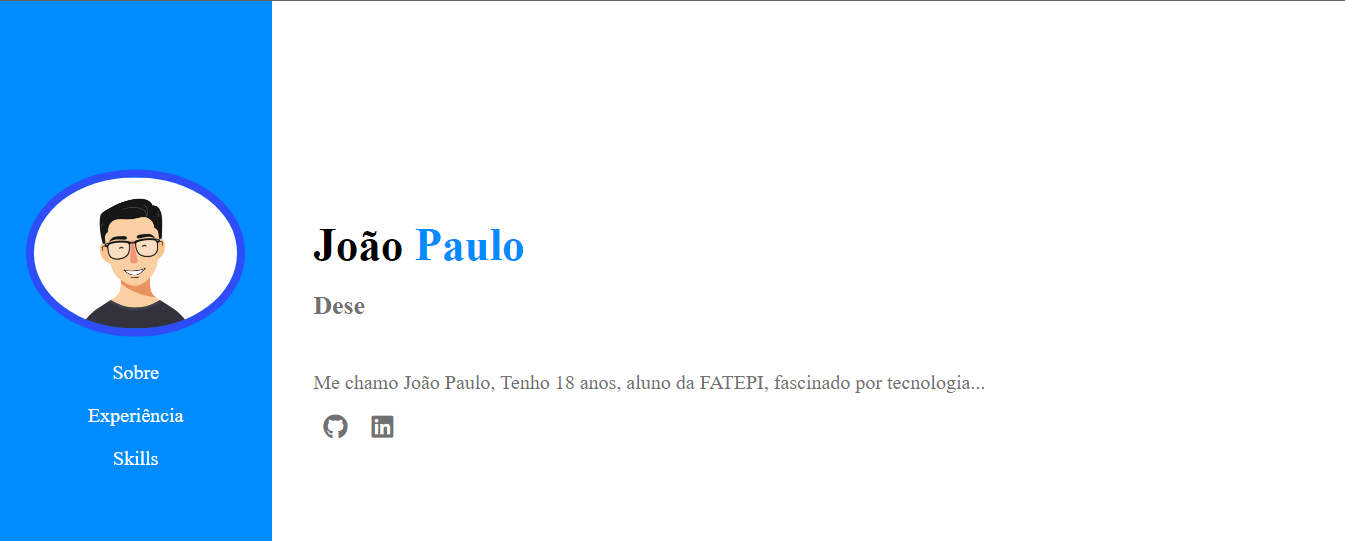 Sobre
Experiência
Skills
João Paulo
Dese
Me chamo João Paulo, Tenho 18 anos, aluno da FATEPI, fascinado por tecnologia...
in